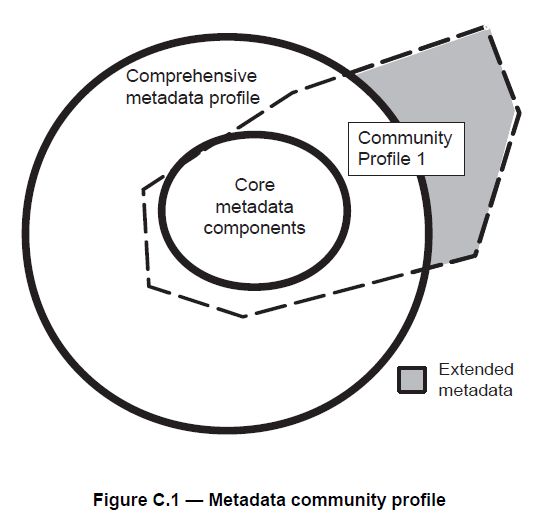 Comprehensive
metadata profile
Community
Profile 1
Core
metadata
components
Extended
metadata
Figure C.1 — Metadata community profile